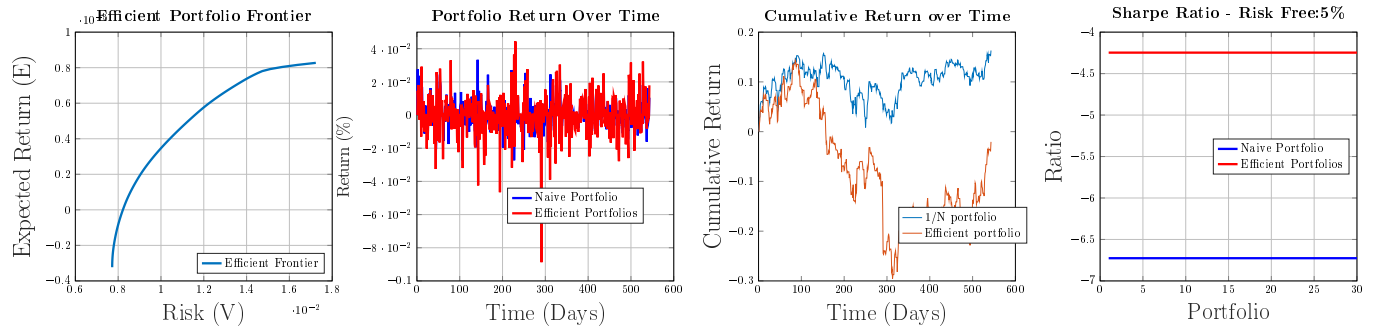 Efficient Portfolio Frontier
1
0.8
0.6
0.4
0.2
0
−0.2
−0.4
0.6 0.8 1 1.2 1.4 1.6 1.8
·10⁻²
Expected Return (E)
Risk (V)
Efficient Frontier
Portfolio Return Over Time
4 · 10⁻²
2 · 10⁻²
0
−2 · 10⁻²
−4 · 10⁻²
−6 · 10⁻²
−8 · 10⁻²
−0.1
0 100 200 300 400 500 600
Return (%)
Time (Days)
Naive Portfolio
Efficient Portfolios
Cumulative Return over Time
0.2
0.1
0
−0.1
−0.2
−0.3
0 100 200 300 400 500 600
Cumulative Return
Time (Days)
1/N portfolio
Efficient portfolio
Sharpe Ratio - Risk Free:5%
−4
−4.5
−5
−5.5
−6
−6.5
−7
0 5 10 15 20 25 30
Ratio
Portfolio
Naive Portfolio
Efficient Portfolios